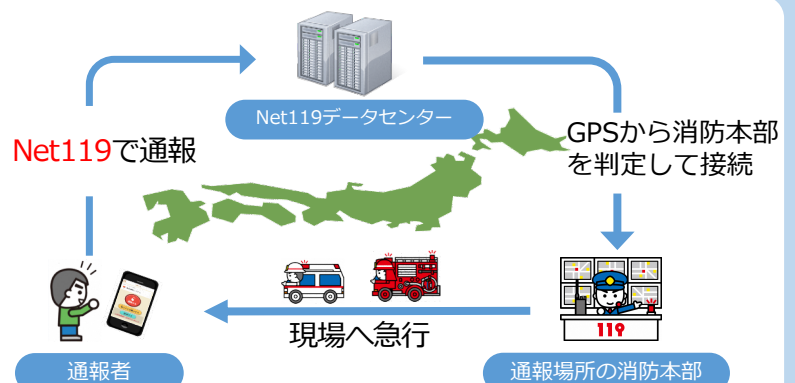 Net119データセンター
Net119で通報
GPSから消防本部
を判定して接続
119
現場へ急行
通報者
通報場所の消防本部